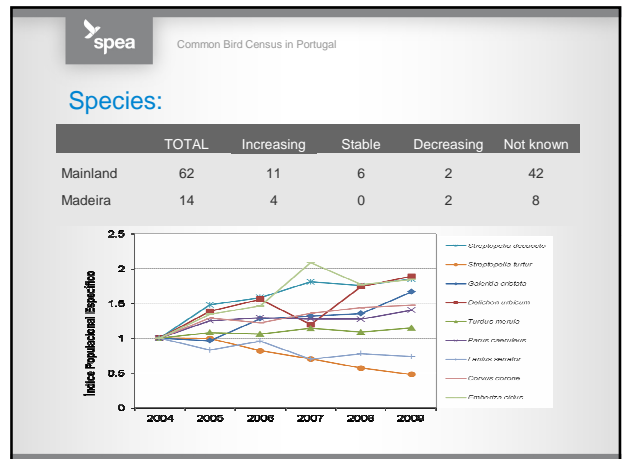 spea
Common Bird Census in Portugal
Species:
TOTAL Increasing Stable Decreasing Not known
Mainland 62 11 6 2 42
Madeira 14 4 0 2 8
Índice Populacional Específico
2.5
2
1.5
1
0.5
0
2004 2005 2006 2007 2008 2009
Streptopelia decaocto
Streptopelia turtur
Galerida cristata
Delichon urbicum
Turdus merula
Parus caeruleus
Lanius senator
Corvus corone
Emberiza cirlus